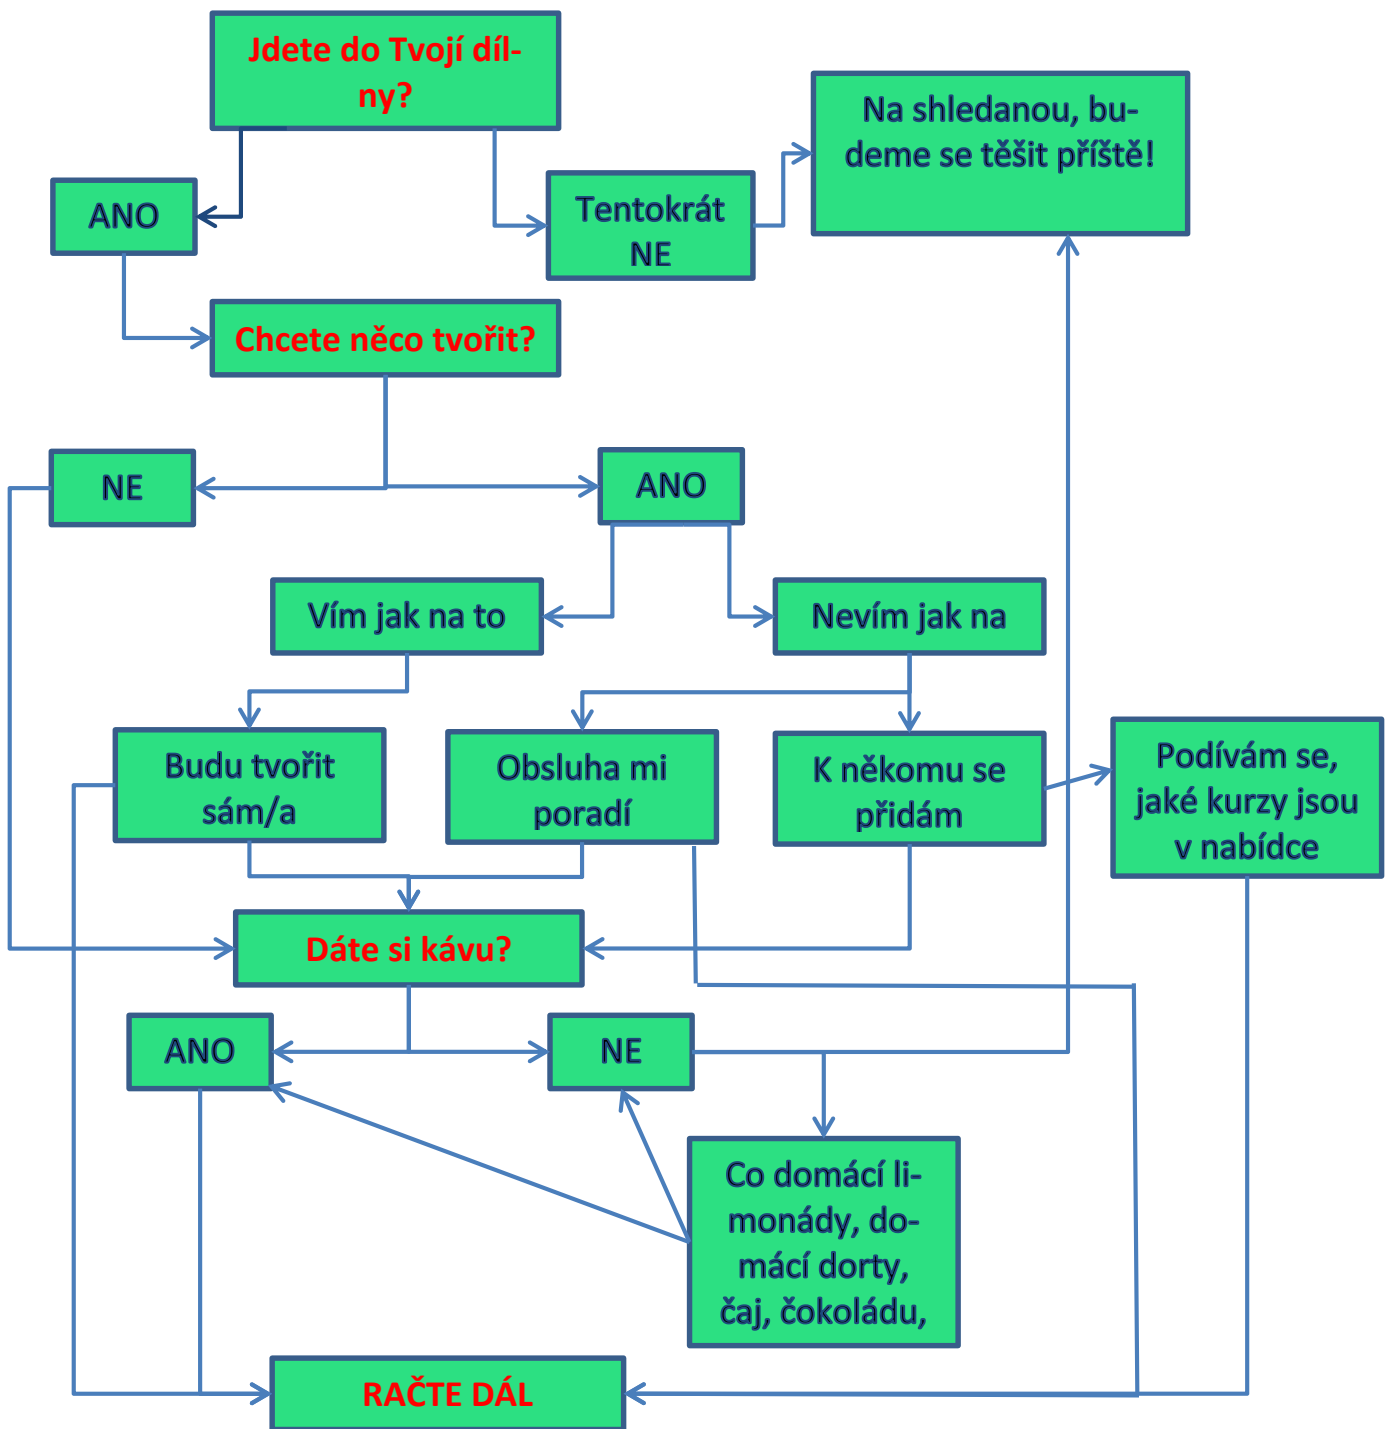 Jdete do Tvojí díl-
ny?
Na shledanou, bu-
deme se těšit příště!
ANO
Tentokrát
NE
Chcete něco tvořit?
NE
ANO
Vím jak na to
Nevím jak na
Budu tvořit
sám/a
Obsluha mi
poradí
K někomu se
přidám
Podívám se,
jaké kurzy jsou
v nabídce
Dáte si kávu?
ANO
NE
Co domácí li-
monády, do-
mácí dorty,
čaj, čokoládu,
RAČTE DÁL